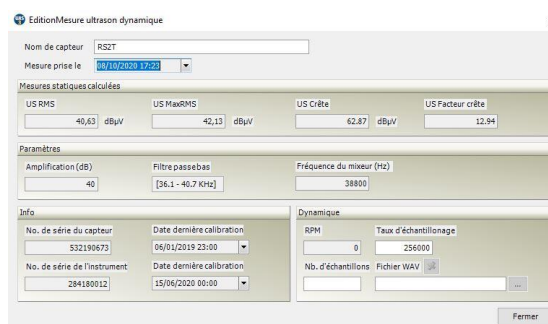 EditionMesure ultrason dynamique
Nom de capteur RS2T
Mesure prise le 08/10/2020 17:23
Mesures statiques calculées
US RMS US MaxRMS US Crête US Facteur crête
40,63 dBµV 42,13 dBµV 62.87 dBµV 12.94
Paramètres
Amplification (dB) Filtre passebas Fréquence du mixeur (Hz)
40 [36.1 - 40.7 KHz] 38800
Info Dynamique
No. de série du capteur Date dernière calibration RPM Taux d'échantillonage
532190673 06/01/2019 23:00 0 256000
No. de série de l'instrument Date dernière calibration Nb. d'échantillons Fichier WAV
284180012 15/06/2020 00:00 ...
Fermer